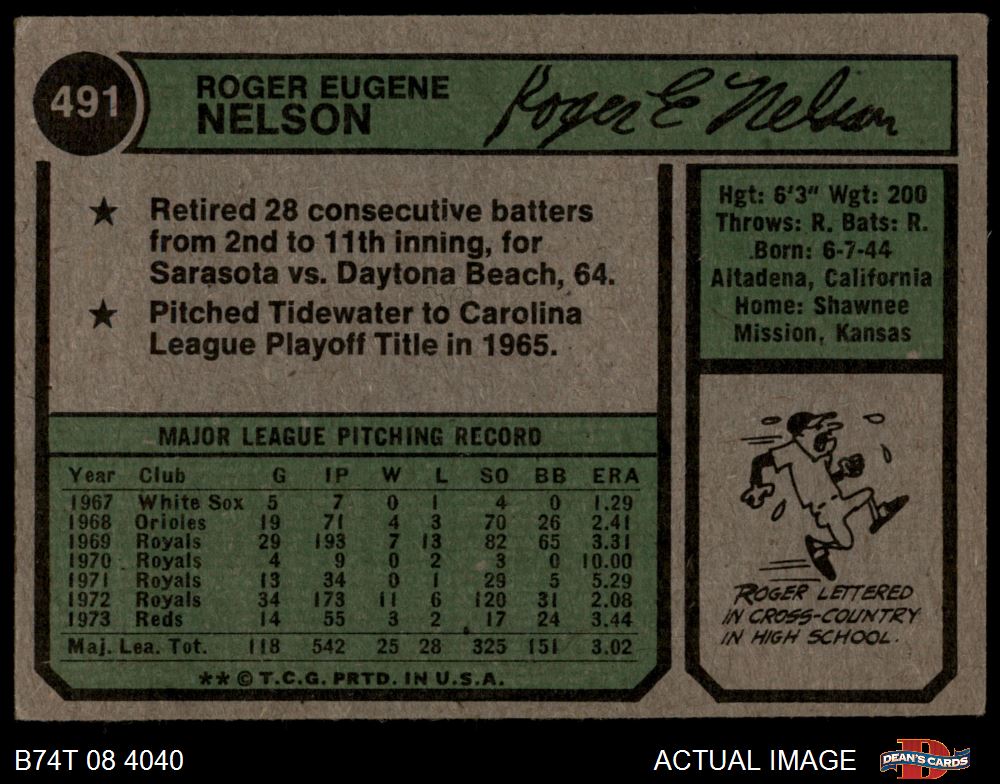 491
ROGER EUGENE
NELSON
Roger E Nelson
★ Retired 28 consecutive batters
from 2nd to 11th inning, for
Sarasota vs. Daytona Beach, 64.
★ Pitched Tidewater to Carolina
League Playoff Title in 1965.
Hgt: 6'3" Wgt: 200
Throws: R. Bats: R.
Born: 6-7-44
Altadena, California
Home: Shawnee
Mission, Kansas
MAJOR LEAGUE PITCHING RECORD
Year Club G IP W L SO BB ERA
1967 White Sox 5 7 0 1 4 0 1.29
1968 Orioles 19 71 4 3 70 26 2.41
1969 Royals 29 193 7 13 82 65 3.31
1970 Royals 4 9 0 2 3 0 10.00
1971 Royals 13 34 0 1 29 5 5.29
1972 Royals 34 173 11 6 120 31 2.08
1973 Reds 14 55 3 2 17 24 3.44
Maj. Lea. Tot. 118 542 25 28 325 151 3.02
** © T.C.G. PRTD. IN U.S.A.
ROGER LETTERED
IN CROSS-COUNTRY
IN HIGH SCHOOL.
B74T 08 4040
ACTUAL IMAGE
DEAN'S CARDS